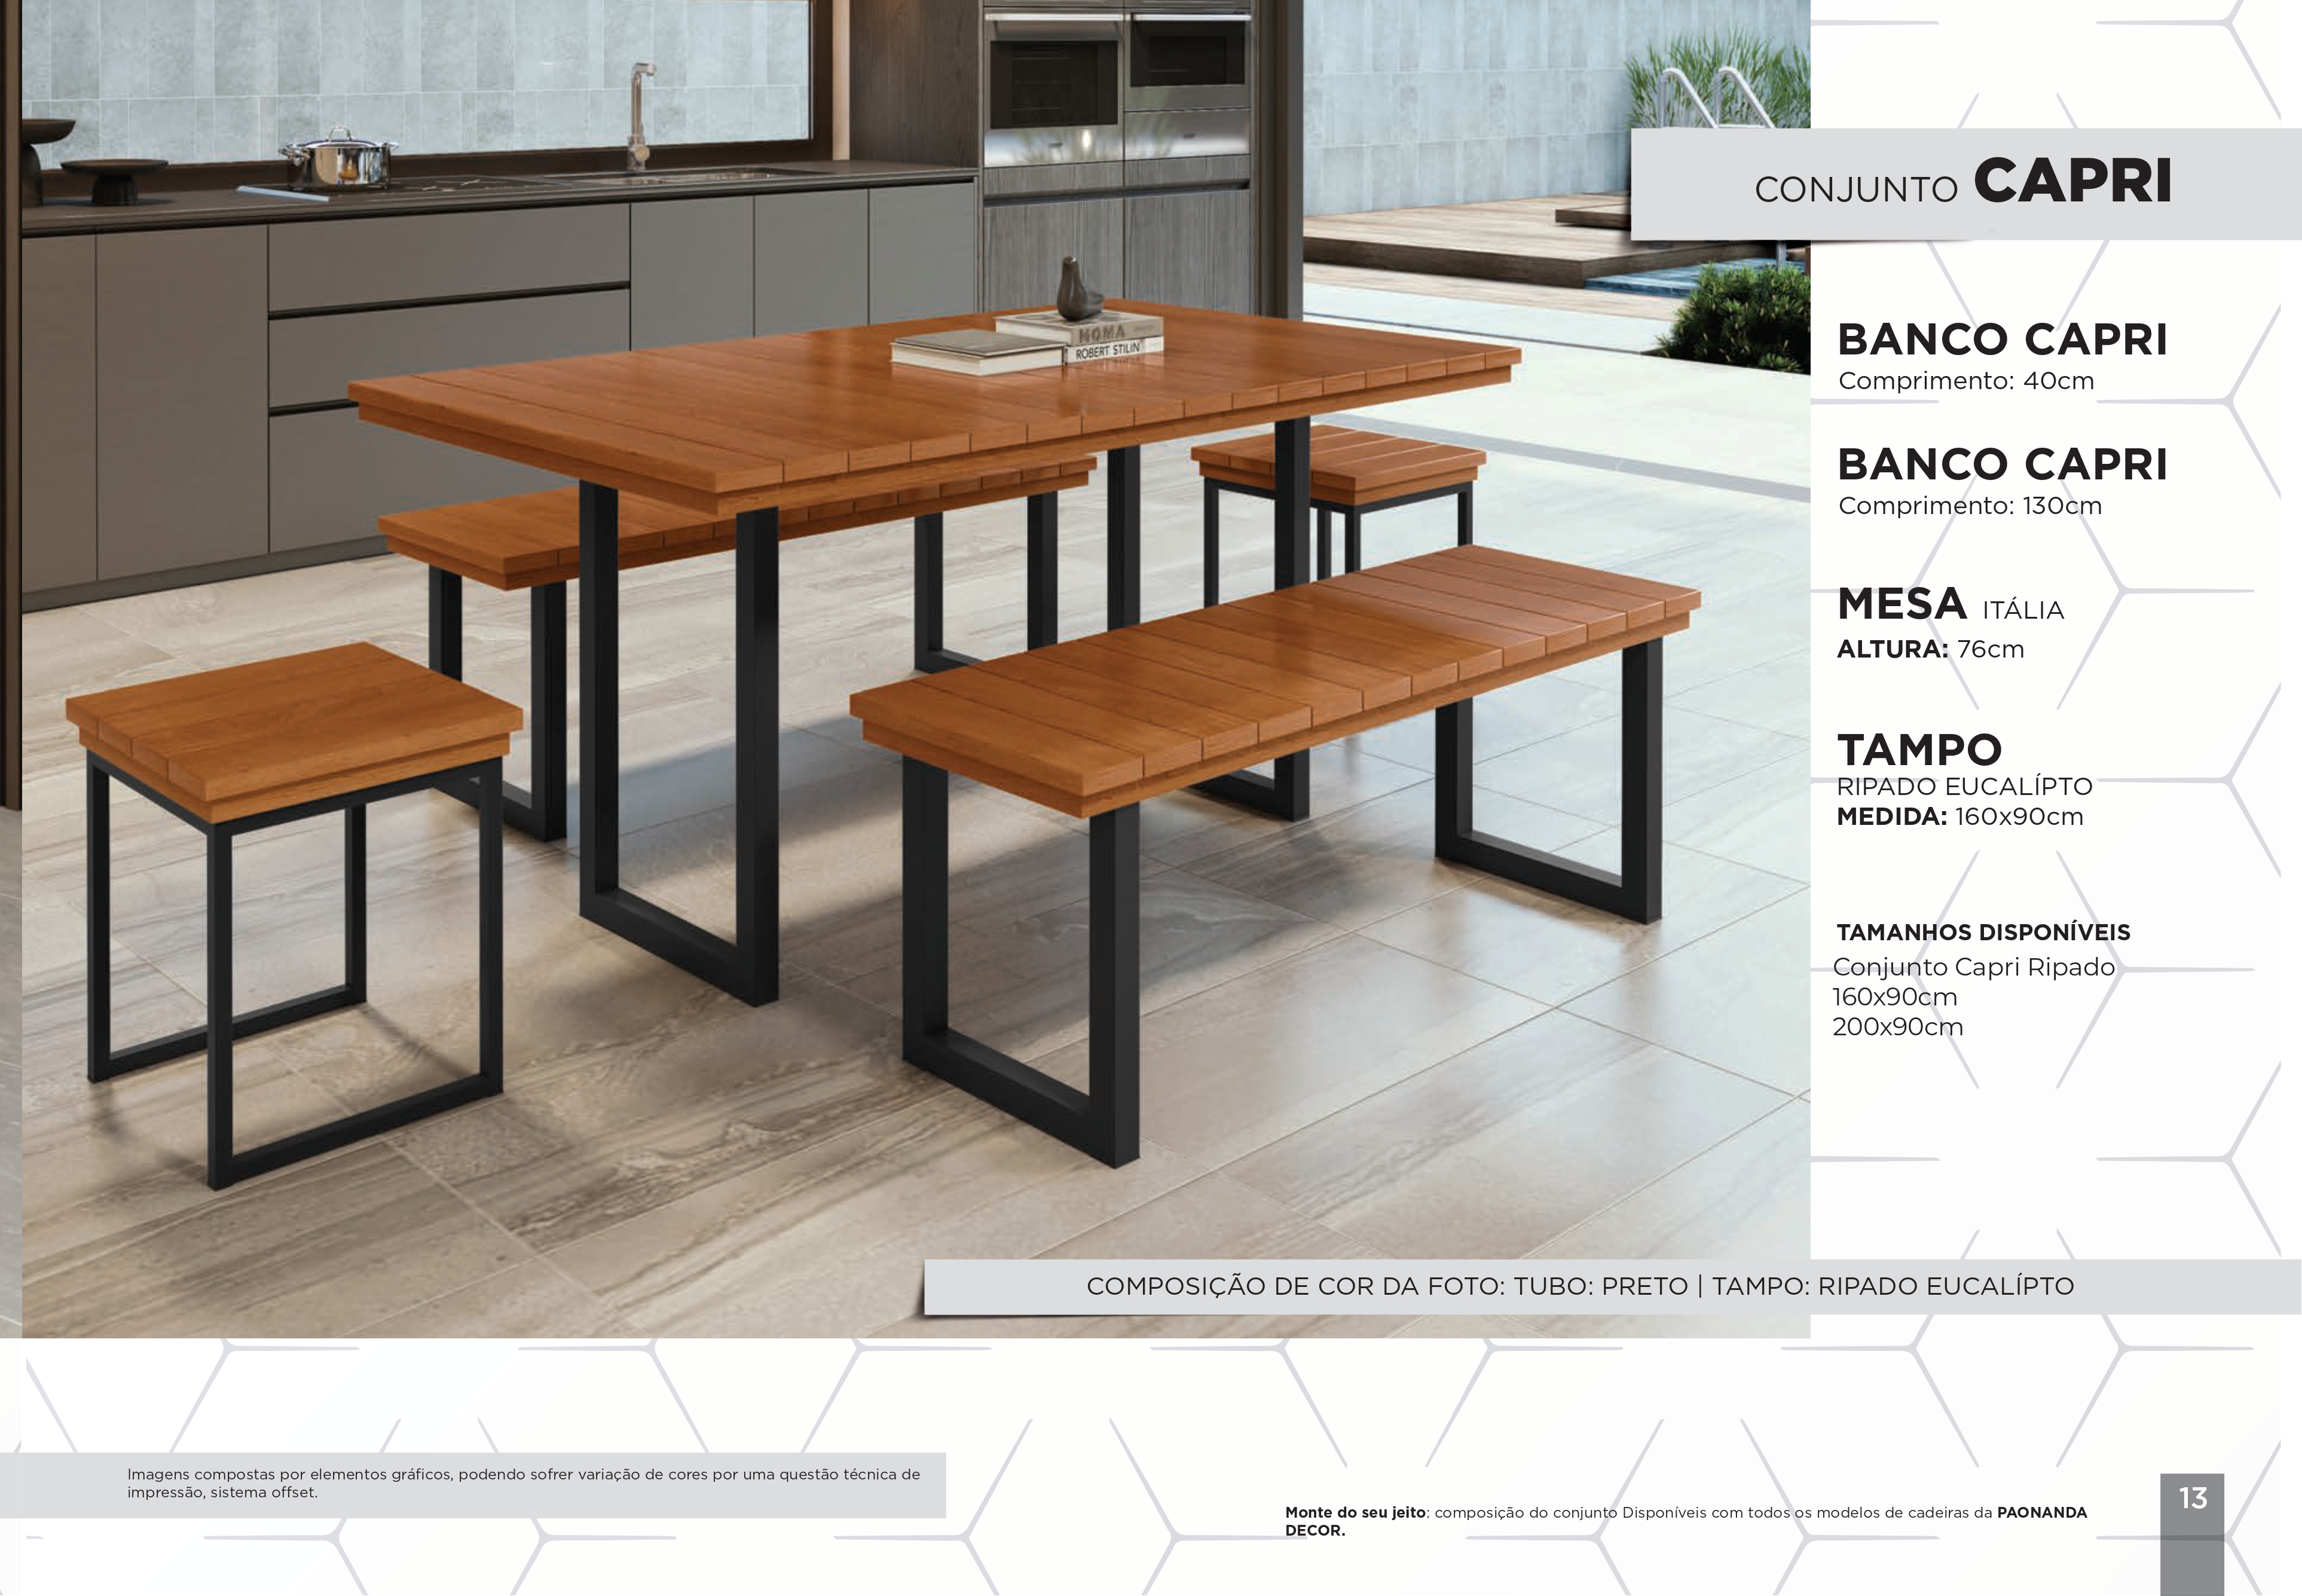 CONJUNTO CAPRI
BANCO CAPRI
Comprimento: 40cm
BANCO CAPRI
Comprimento: 130cm
MESA ITÁLIA
ALTURA: 76cm
TAMPO
RIPADO EUCALÍPTO
MEDIDA: 160x90cm
TAMANHOS DISPONÍVEIS
Conjunto Capri Ripado
160x90cm
200x90cm
NOMA
ROBERT STILIN
COMPOSIÇÃO DE COR DA FOTO: TUBO: PRETO | TAMPO: RIPADO EUCALÍPTO
Imagens compostas por elementos gráficos, podendo sofrer variação de cores por uma questão técnica de
impressão, sistema offset.
Monte do seu jeito: composição do conjunto Disponíveis com todos os modelos de cadeiras da PAONANDA
DECOR.
13